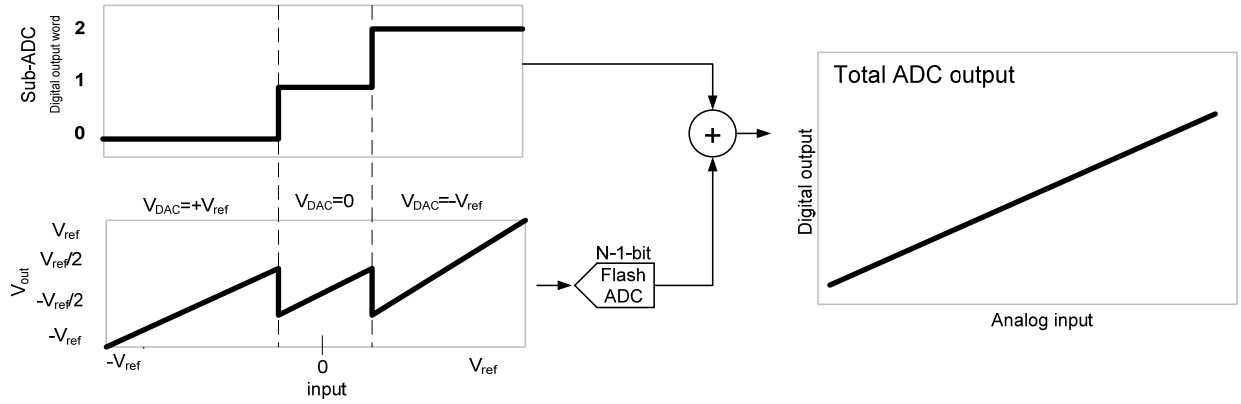 Sub-ADC
Digital output word
2
1
0
V_DAC=+V_ref
V_DAC=0
V_DAC=-V_ref
V_out
V_ref
V_ref/2
-V_ref/2
-V_ref
-V_ref
0
V_ref
input
N-1-bit
Flash
ADC
+
Total ADC output
Digital output
Analog input